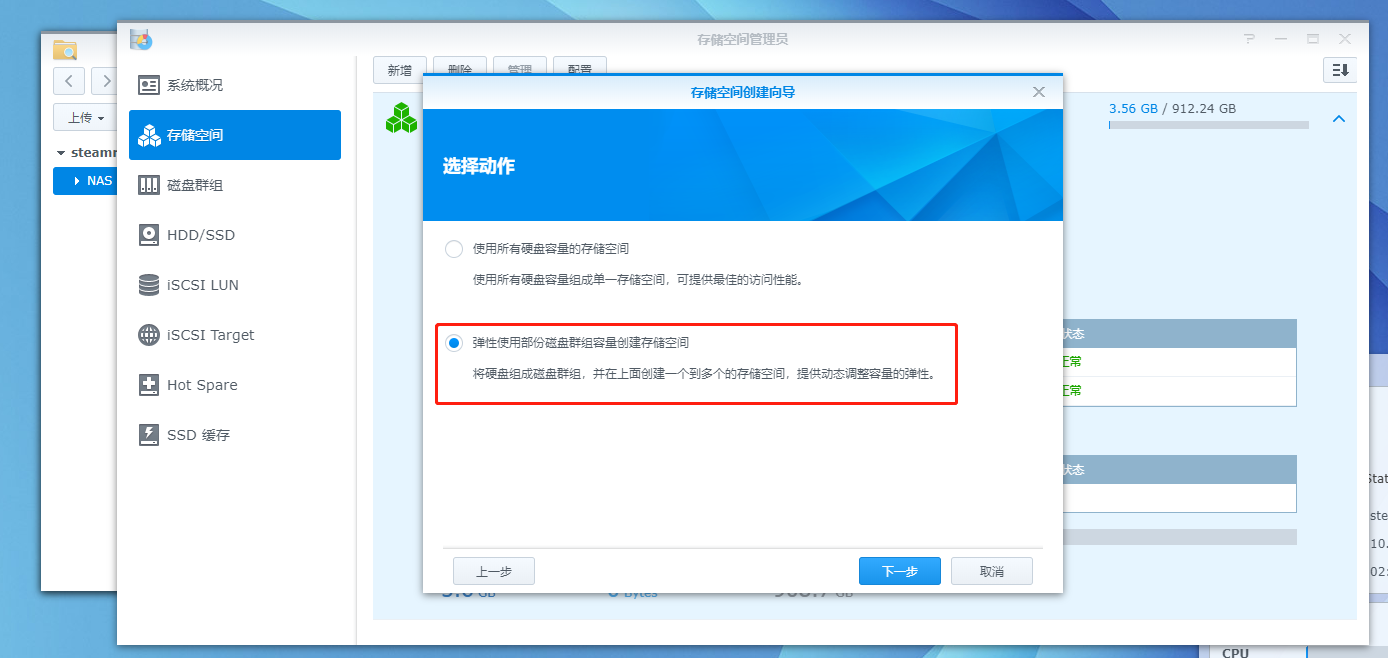 存储空间管理员
上传
steamr
NAS
系统概况
存储空间
磁盘群组
HDD/SSD
iSCSI LUN
iSCSI Target
Hot Spare
SSD 缓存
新增
删除
管理
配置
3.56 GB / 912.24 GB
存储空间创建向导
选择动作
使用所有硬盘容量的存储空间
使用所有硬盘容量组成单一存储空间，可提供最佳的访问性能。
弹性使用部份磁盘群组容量创建存储空间
将硬盘组成磁盘群组，并在上面创建一个到多个的存储空间，提供动态调整容量的弹性。
状态
正常
正常
状态
上一步
下一步
取消
GB
0 Bytes
GB
Stat
ste
10.
02:
CPU